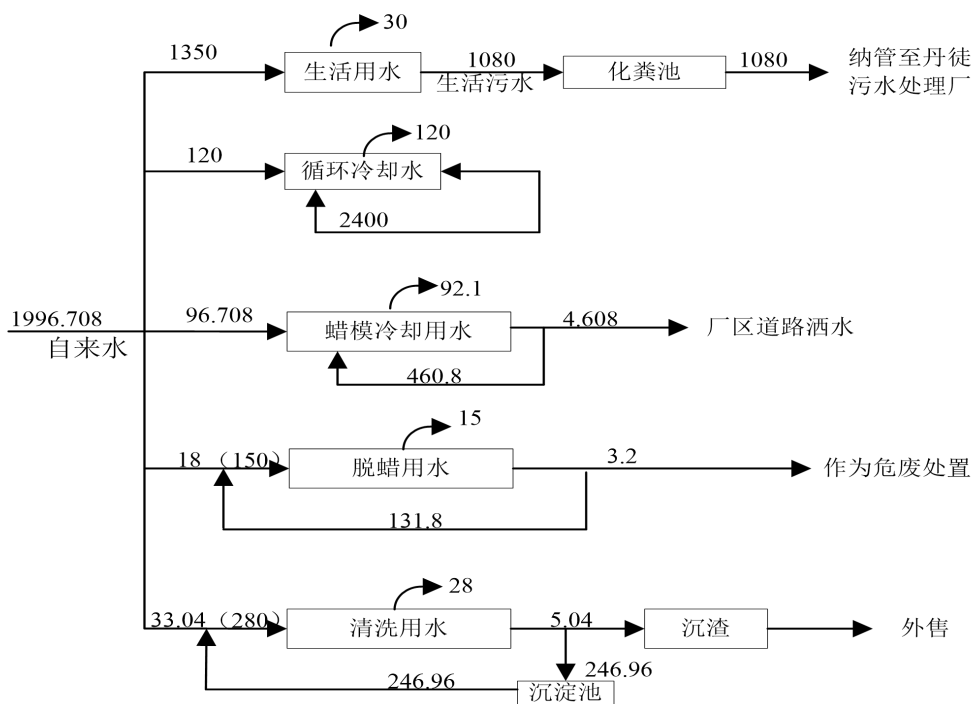 30
1350
生活用水
1080
生活污水
化粪池
1080
纳管至丹徒
污水处理厂
120
120
循环冷却水
2400
92.1
1996.708
自来水
96.708
蜡模冷却用水
4.608
厂区道路洒水
460.8
15
18 （150）
脱蜡用水
3.2
作为危废处置
131.8
28
33.04（280）
清洗用水
5.04
沉渣
外售
246.96
246.96
沉淀池